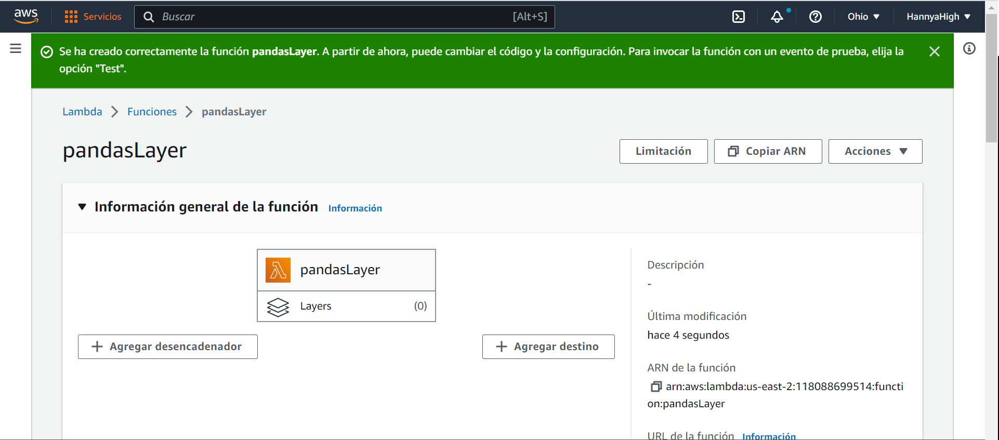 aws
Servicios
Buscar
[Alt+S]
Ohio
HannyaHigh
Se ha creado correctamente la función pandasLayer. A partir de ahora, puede cambiar el código y la configuración. Para invocar la función con un evento de prueba, elija la
opción "Test".
Lambda
Funciones
pandasLayer
pandasLayer
Limitación
Copiar ARN
Acciones
Información general de la función
Información
pandasLayer
Layers
(0)
Agregar desencadenador
Agregar destino
Descripción
-
Última modificación
hace 4 segundos
ARN de la función
arn:aws:lambda:us-east-2:118088699514:functi
on:pandasLayer
URL de la función
Información